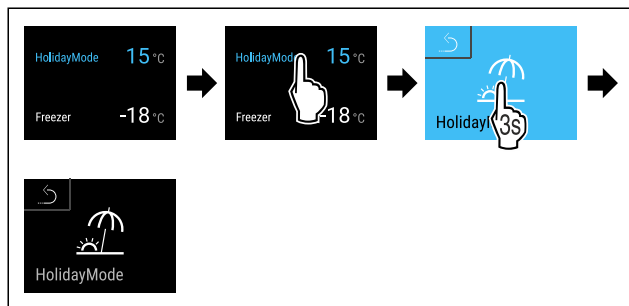 HolidayMode 15 °C
Freezer -18 °C
HolidayMod 15 °C
Freezer -18 °C
Holiday
3s
HolidayMode